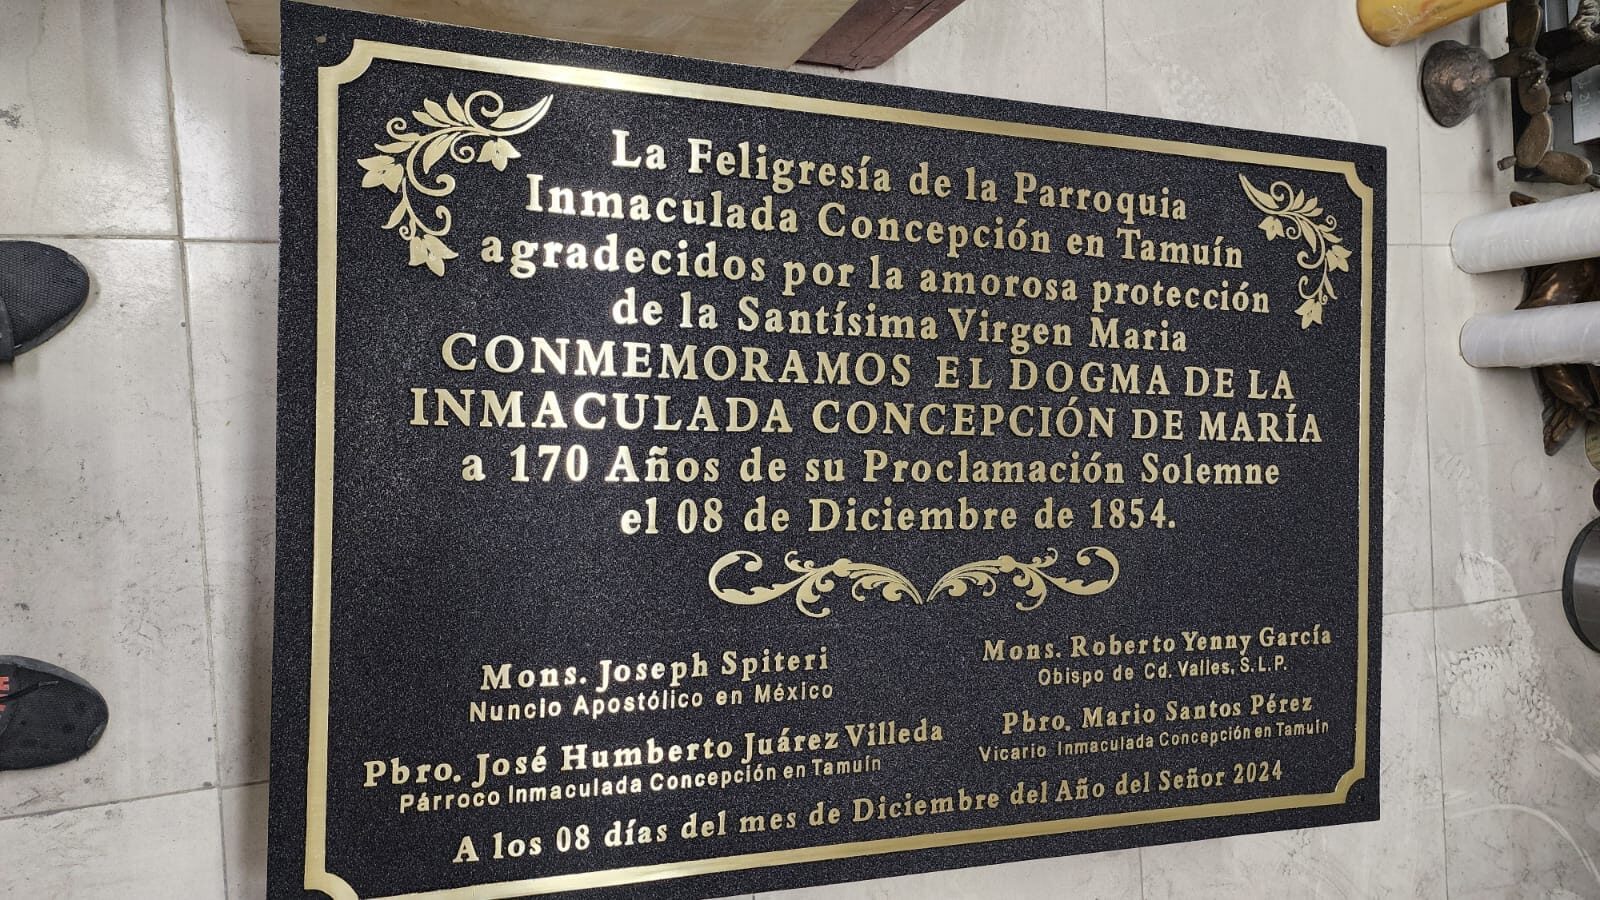 La Feligresía de la Parroquia
Inmaculada Concepción en Tamuín
agradecidos por la amorosa protección
de la Santísima Virgen Maria
CONMEMORAMOS EL DOGMA DE LA
INMACULADA CONCEPCIÓN DE MARÍA
a 170 Años de su Proclamación Solemne
el 08 de Diciembre de 1854.
Mons. Joseph Spiteri
Nuncio Apostólico en México
Mons. Roberto Yenny García
Obispo de Cd. Valles, S.L.P.
Pbro. José Humberto Juárez Villeda
Párroco Inmaculada Concepción en Tamuín
Pbro. Mario Santos Pérez
Vicario Inmaculada Concepción en Tamuin
A los 08 días del mes de Diciembre del Año del Señor 2024